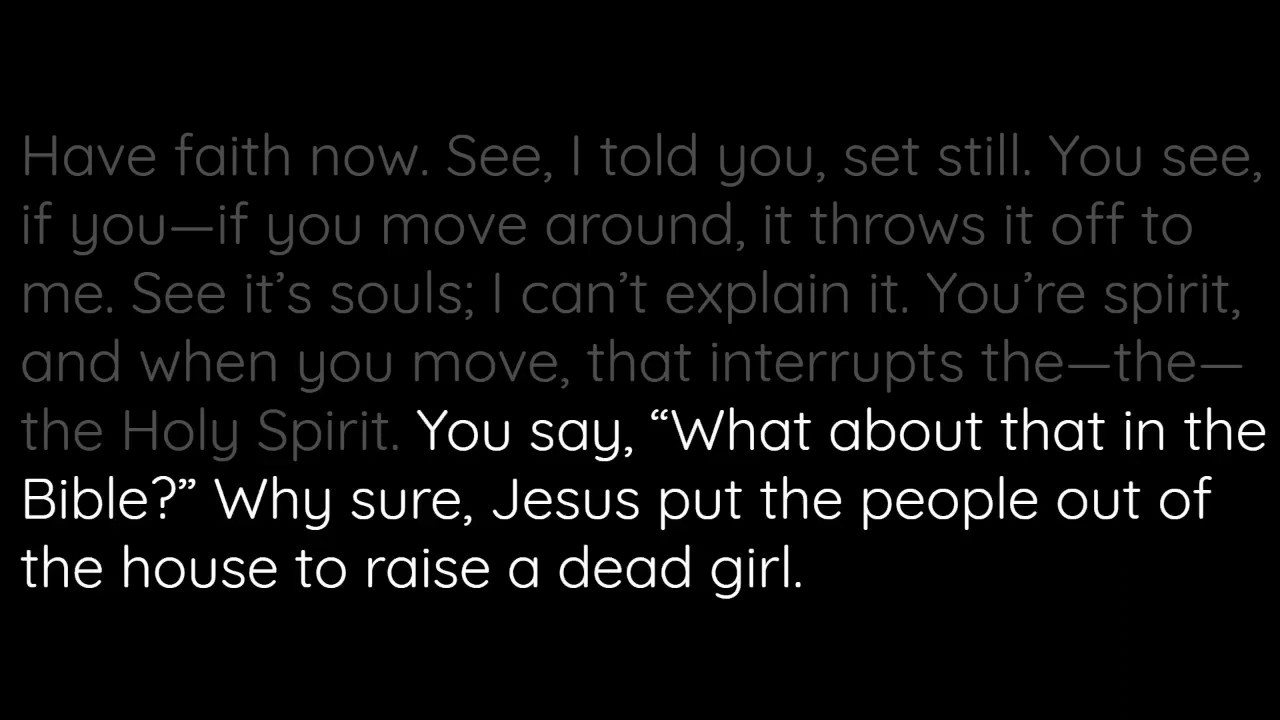 Have faith now. See, I told you, set still. You see,
if you—if you move around, it throws it off to
me. See it’s souls; I can’t explain it. You’re spirit,
and when you move, that interrupts the—the—
the Holy Spirit. You say, “What about that in the
Bible?” Why sure, Jesus put the people out of
the house to raise a dead girl.